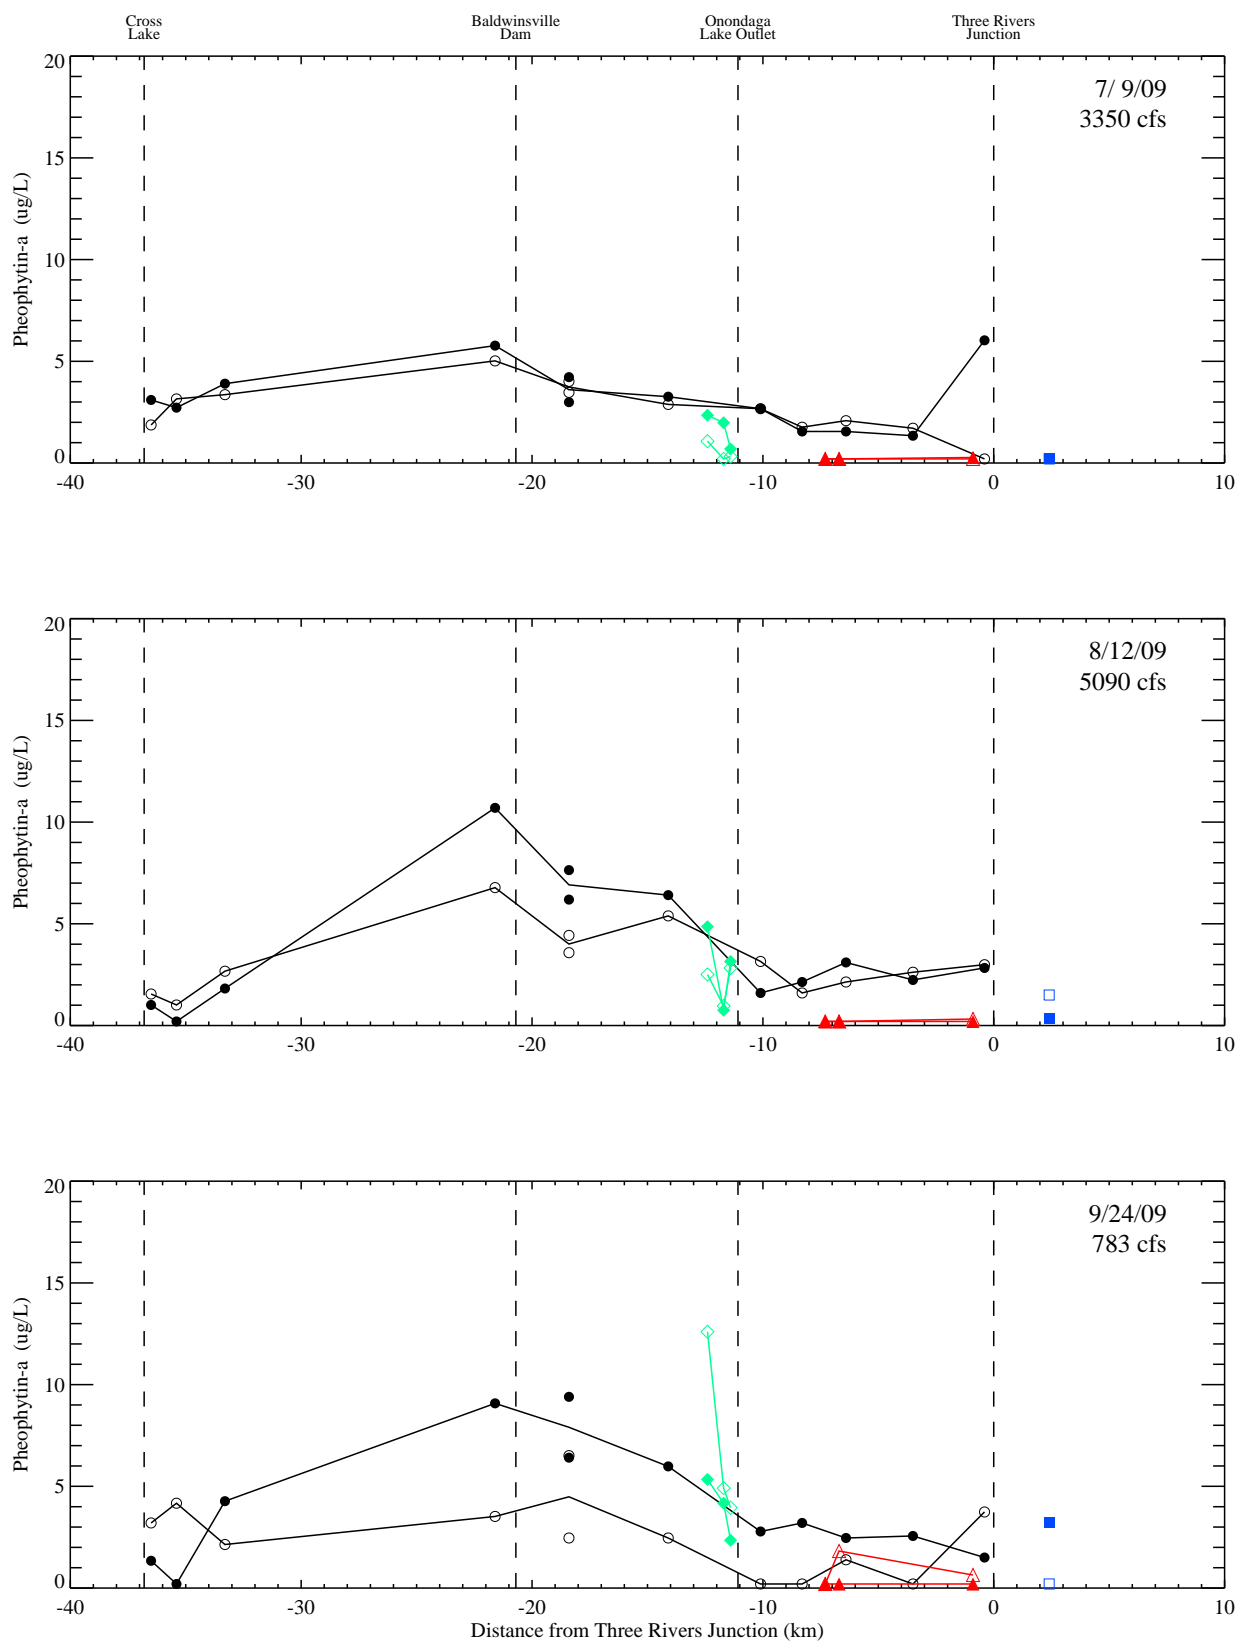 Cross Baldwinsville Onondaga Three Rivers
Lake Dam Lake Outlet Junction
20
15
10
5
0
Pheophytin-a (ug/L)
7/ 9/09
3350 cfs
-40 -30 -20 -10 0 10
20
15
10
5
0
Pheophytin-a (ug/L)
8/12/09
5090 cfs
-40 -30 -20 -10 0 10
20
15
10
5
0
Pheophytin-a (ug/L)
9/24/09
783 cfs
-40 -30 -20 -10 0 10
Distance from Three Rivers Junction (km)